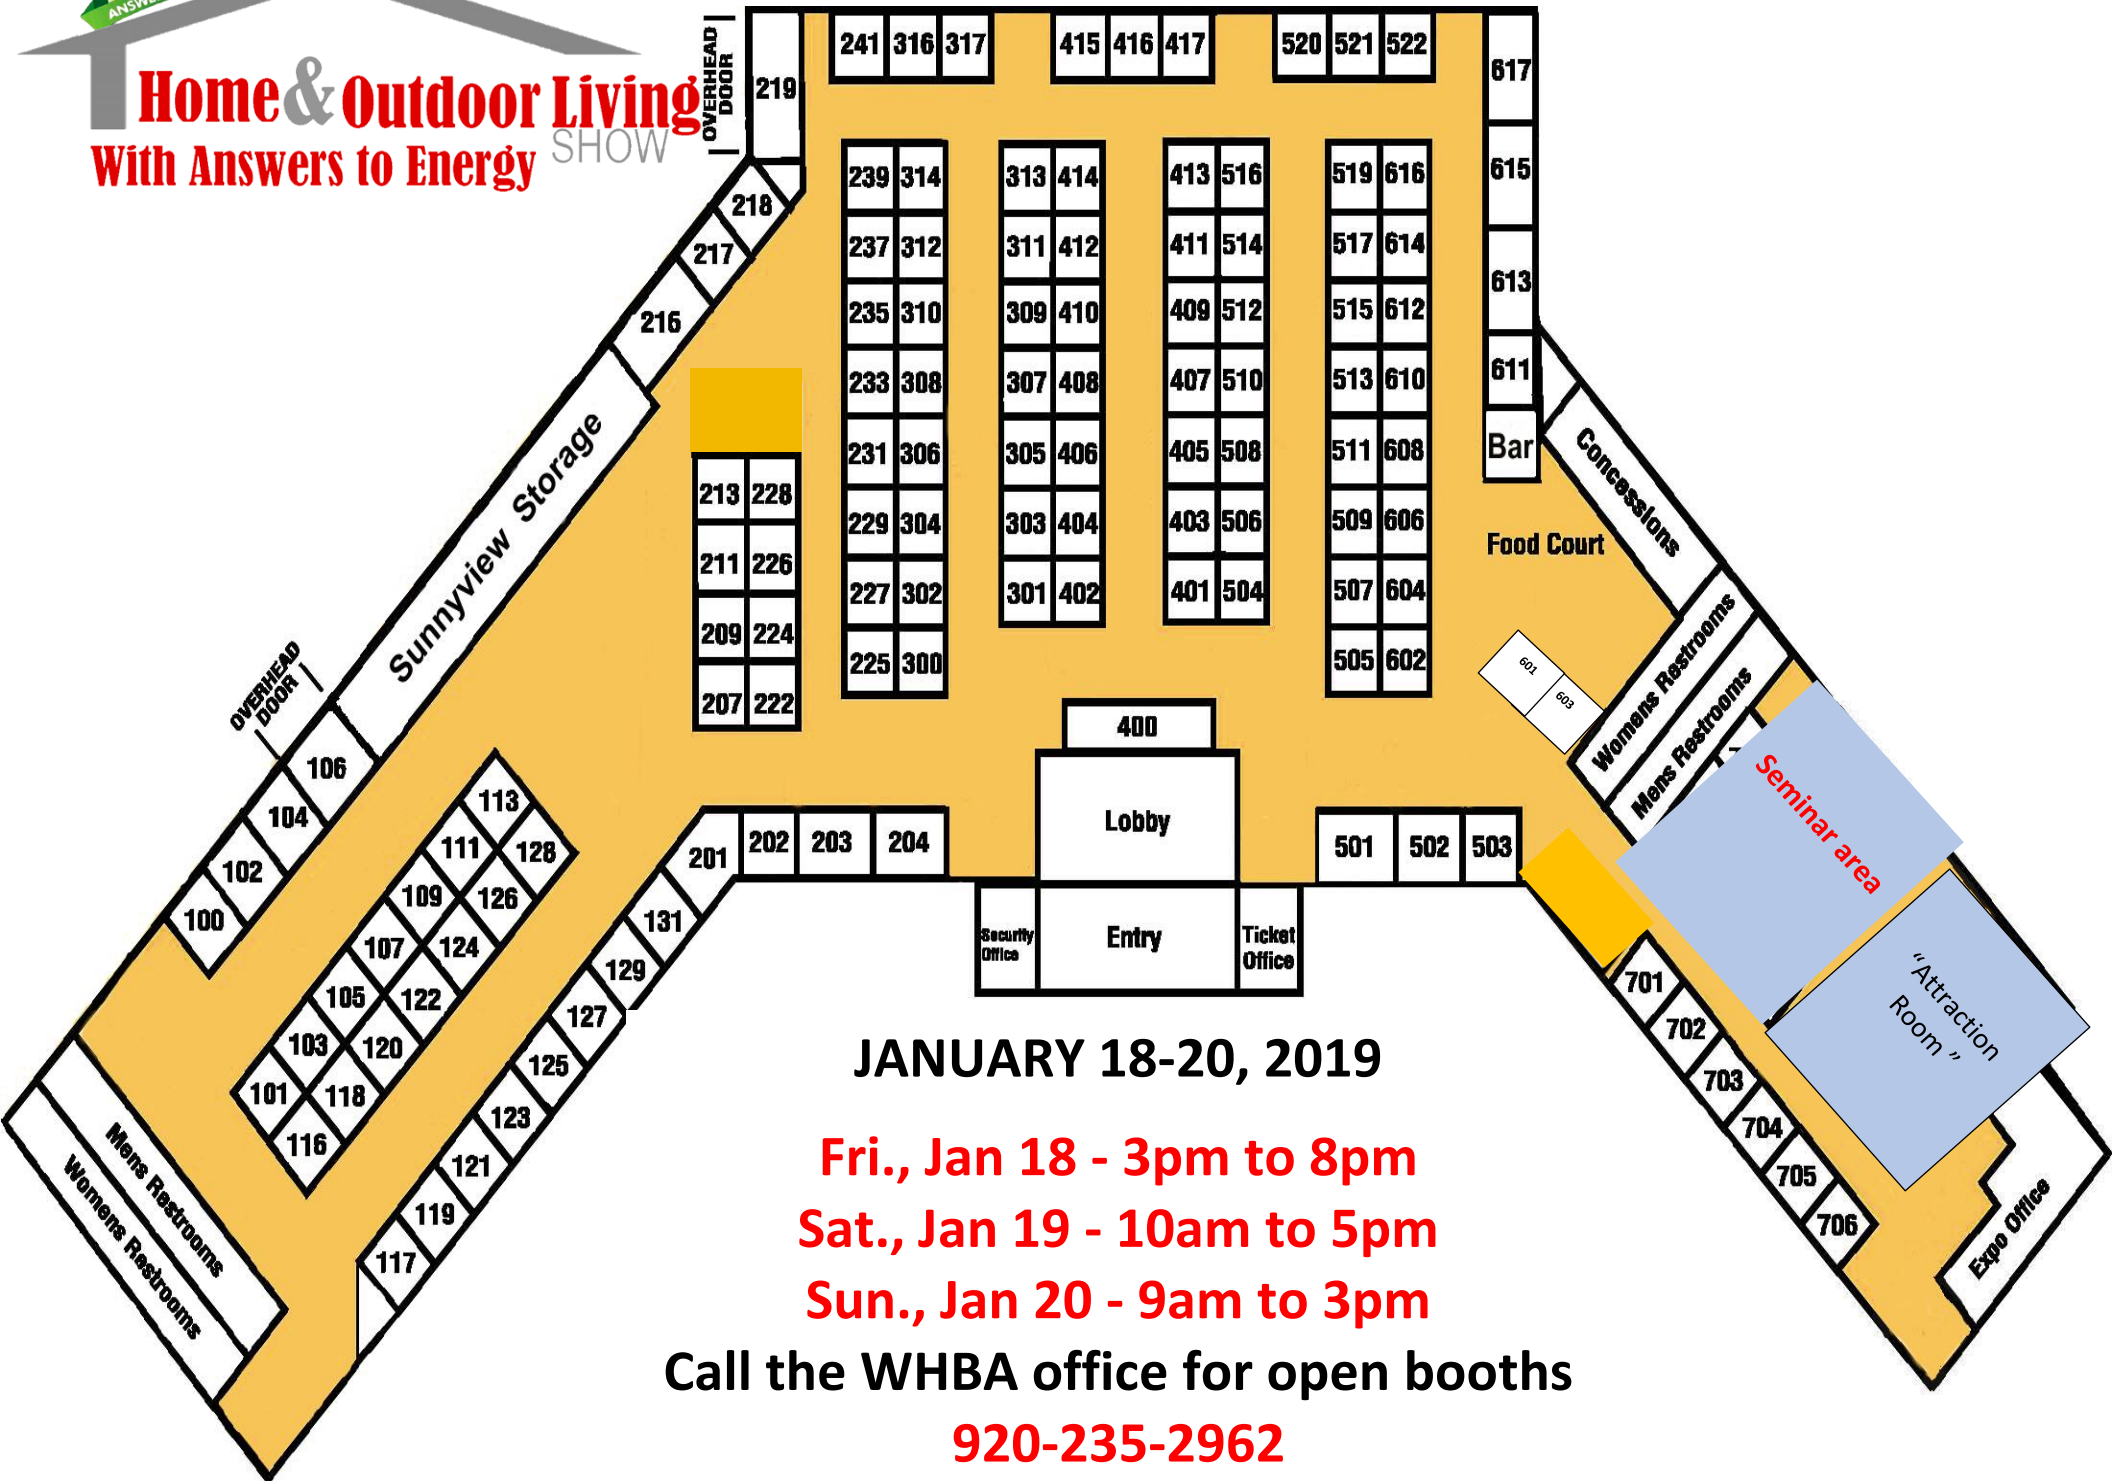 ANSWER
Home & Outdoor Living
SHOW
With Answers to Energy
OVERHEAD
DOOR
219
241 316 317
415 416 417
520 521 522
617
615
613
611
Bar
218
217
216
Sunnyview Storage
OVERHEAD
DOOR
106
104
102
100
239 314
237 312
235 310
233 308
231 306
229 304
227 302
225 300
313 414
311 412
309 410
307 408
305 406
303 404
301 402
413 516
411 514
409 512
407 510
405 508
403 506
401 504
519 616
517 614
515 612
513 610
511 608
509 606
507 604
505 602
213 228
211 226
209 224
207 222
Concessions
Food Court
601
603
Womens Restrooms
Mens Restrooms
Seminar area
“Attraction
Room ”
Expo Office
400
Lobby
Entry
Security
Office
Ticket
Office
113
111 128
109 126
107 124
105 122
103 120
101 118
116
201 202 203 204
131
129
127
125
123
121
119
117
501 502 503
701
702
703
704
705
706
Mens Restrooms
Womens Restrooms
JANUARY 18-20, 2019
Fri., Jan 18 - 3pm to 8pm
Sat., Jan 19 - 10am to 5pm
Sun., Jan 20 - 9am to 3pm
Call the WHBA office for open booths
920-235-2962